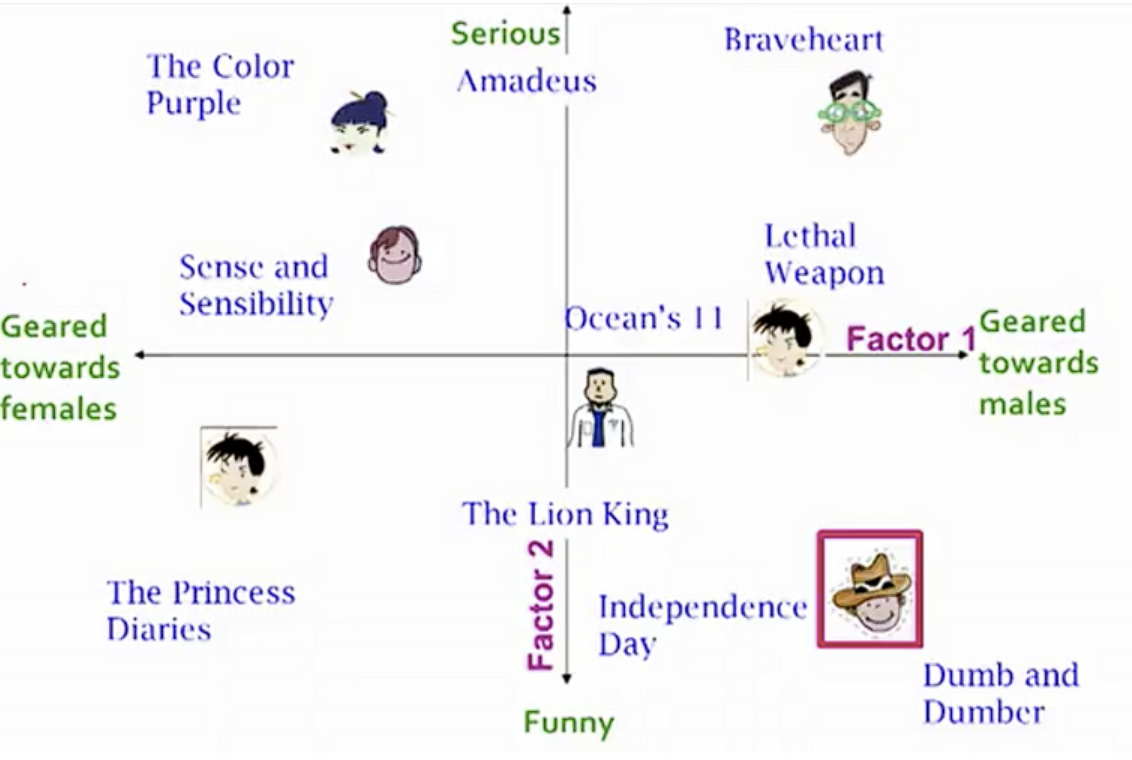 Serious
Braveheart
The Color
Purple
Amadeus
Lethal
Weapon
Sense and
Sensibility
Ocean's 11
Geared
towards
females
Factor 1
Geared
towards
males
The Lion King
Factor 2
The Princess
Diaries
Independence
Day
Dumb and
Dumber
Funny